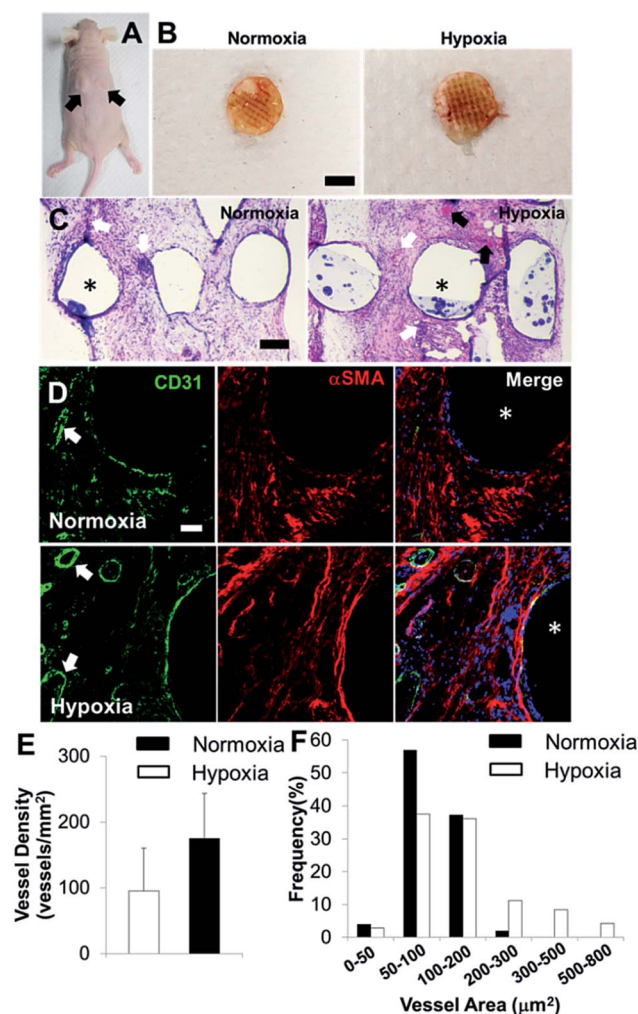 A
B
Normoxia
Hypoxia
C
Normoxia
*
Hypoxia
*
D
CD31
αSMA
Merge
*
Normoxia
*
Hypoxia
E
Normoxia
Hypoxia
300
200
100
0
Vessel Density
(vessels/mm²)
F
Normoxia
Hypoxia
60
50
40
30
20
10
0
Frequency(%)
0-50
50-100
100-200
200-300
300-500
500-800
Vessel Area (μm²)